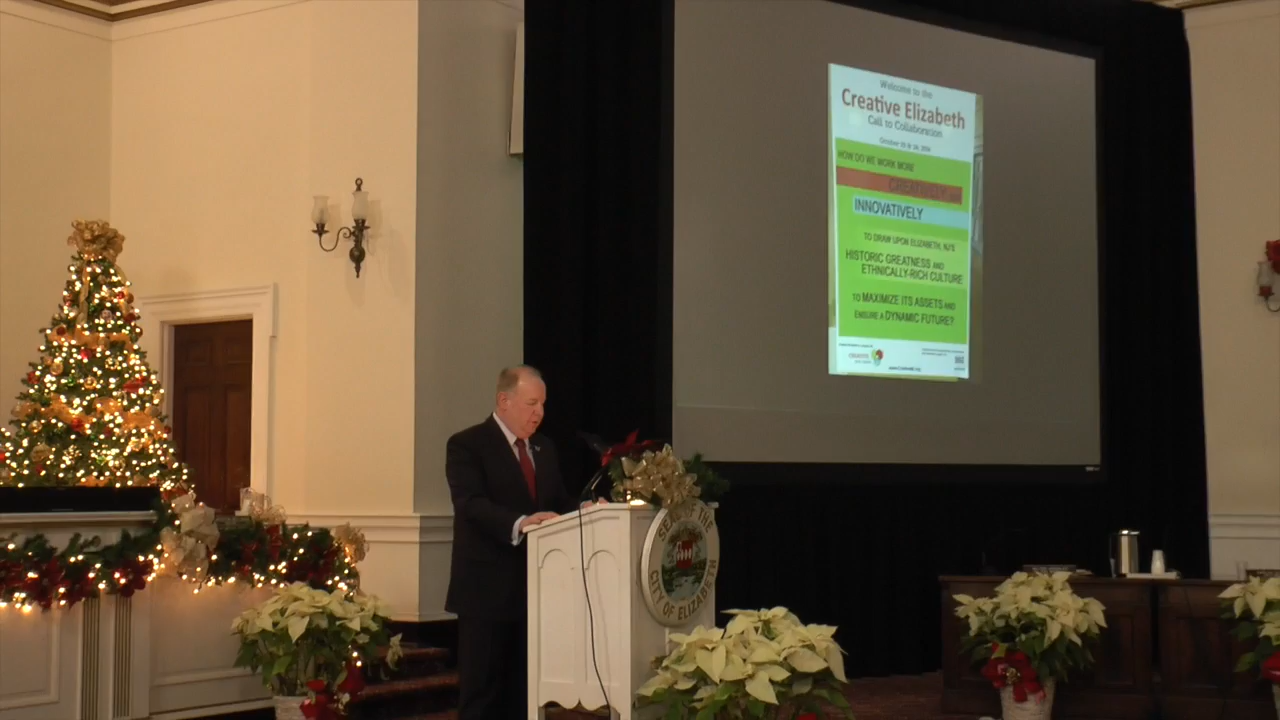 Welcome to the
Creative Elizabeth
Call to Collaboration
HOW DO WE WORK MORE
CREATIVELY AND
INNOVATIVELY
TO DRAW UPON ELIZABETH, NJ'S
HISTORIC GREATNESS AND
ETHNICALLY-RICH CULTURE
TO MAXIMIZE ITS ASSETS AND
ENSURE A DYNAMIC FUTURE?
SEAL OF THE
CITY OF ELIZABETH